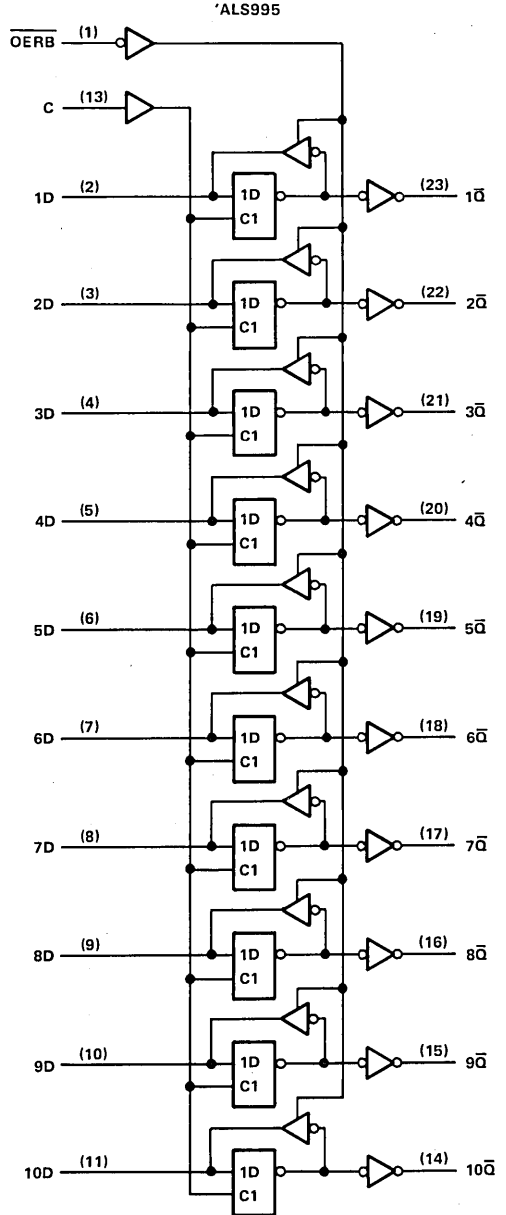 'ALS995
O̅E̅R̅B̅ (1)
C (13)
1D (2) 1D C1 (23) 1Q̅
2D (3) 1D C1 (22) 2Q̅
3D (4) 1D C1 (21) 3Q̅
4D (5) 1D C1 (20) 4Q̅
5D (6) 1D C1 (19) 5Q̅
6D (7) 1D C1 (18) 6Q̅
7D (8) 1D C1 (17) 7Q̅
8D (9) 1D C1 (16) 8Q̅
9D (10) 1D C1 (15) 9Q̅
10D (11) 1D C1 (14) 10Q̅